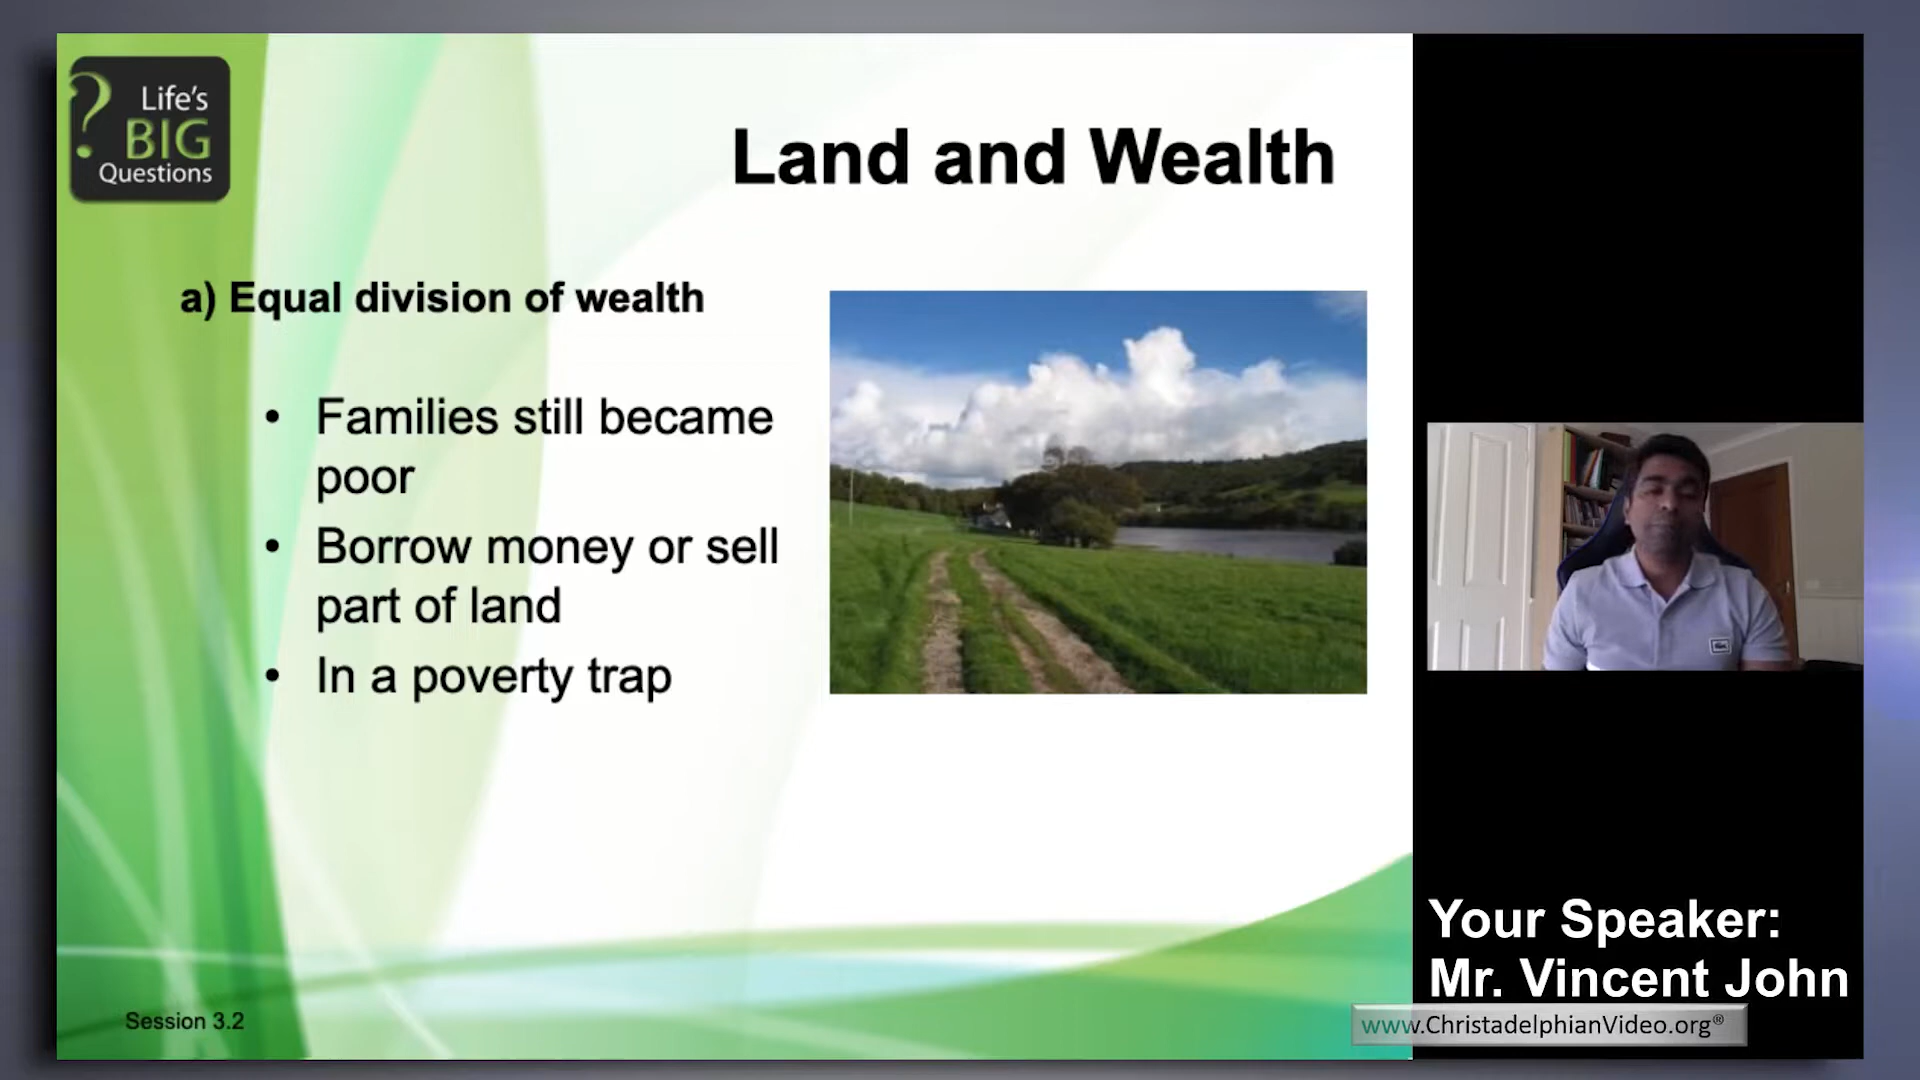 Life's
BIG
Questions
Land and Wealth
a) Equal division of wealth
• Families still became
poor
• Borrow money or sell
part of land
• In a poverty trap
Session 3.2
Your Speaker:
Mr. Vincent John
www.ChristadelphianVideo.org®